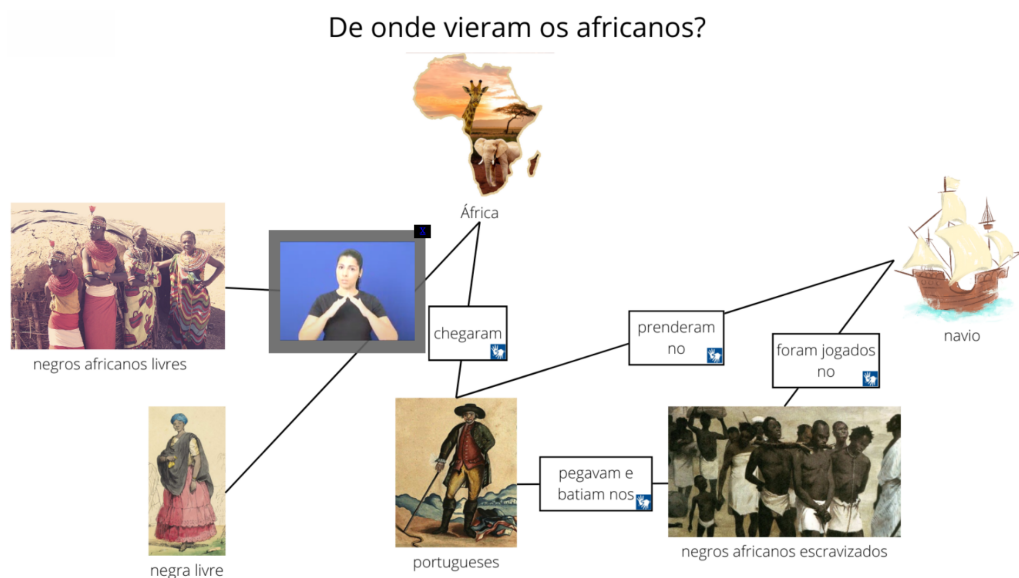 De onde vieram os africanos?
África
negros africanos livres
chegaram
prenderam
no
foram jogados
no
navio
pegavam e
batiam nos
negra livre
portugueses
negros africanos escravizados